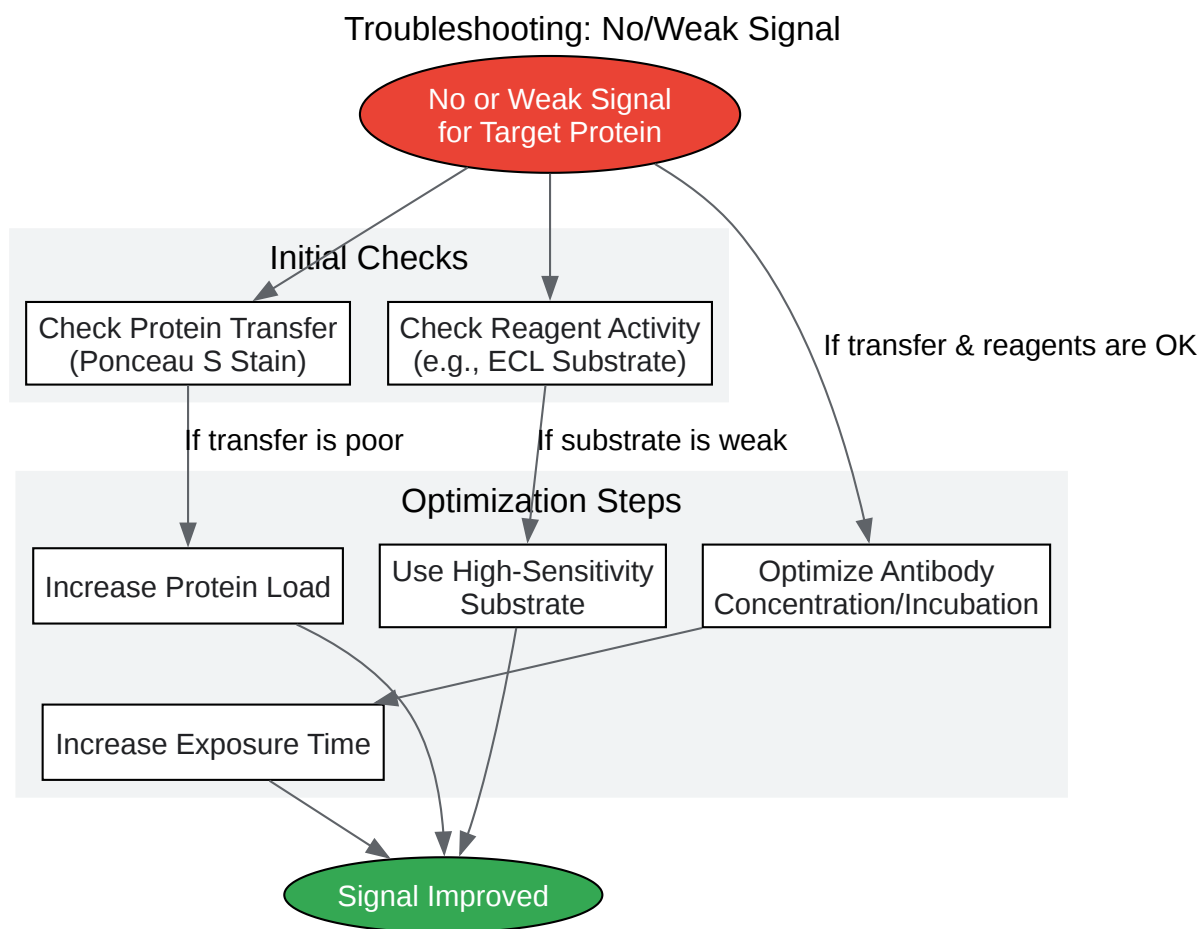 Troubleshooting: No/Weak Signal
No or Weak Signal
for Target Protein
Initial Checks
Check Protein Transfer
(Ponceau S Stain)
Check Reagent Activity
(e.g., ECL Substrate)
If transfer & reagents are OK
If transfer is poor
If substrate is weak
Optimization Steps
Increase Protein Load
Use High-Sensitivity
Substrate
Optimize Antibody
Concentration/Incubation
Increase Exposure Time
Signal Improved